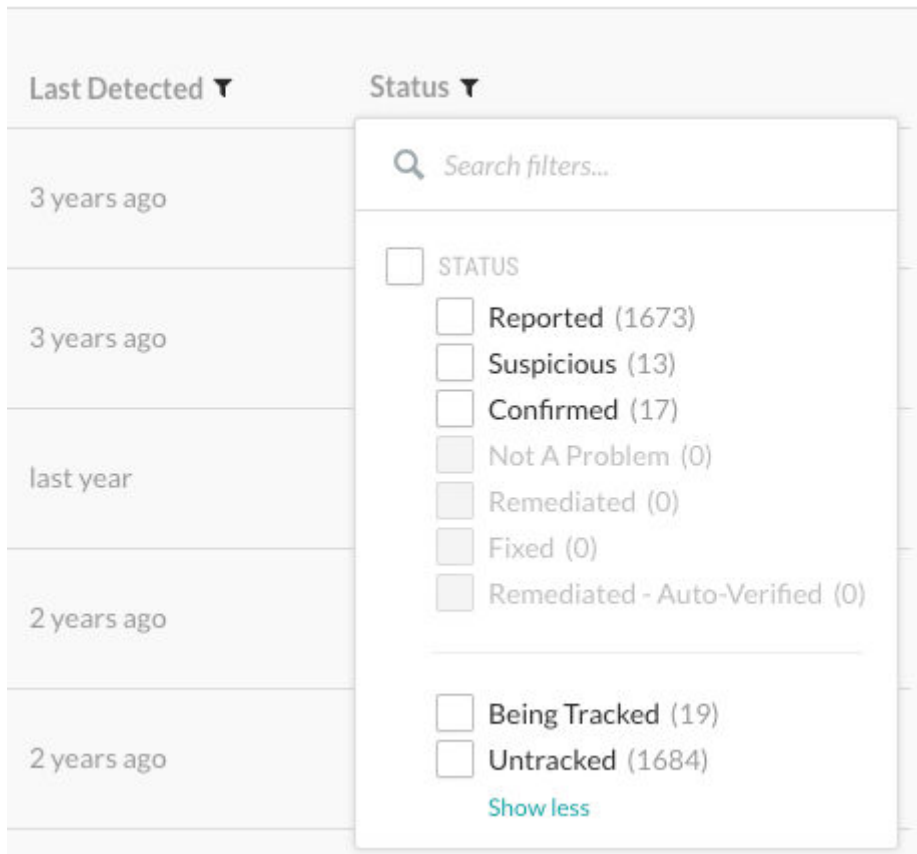 Last Detected Status
Search filters...
3 years ago
STATUS
Reported (1673)
3 years ago
Suspicious (13)
Confirmed (17)
Not A Problem (0)
last year
Remediated (0)
Fixed (0)
Remediated - Auto-Verified (0)
2 years ago
Being Tracked (19)
2 years ago
Untracked (1684)
Show less